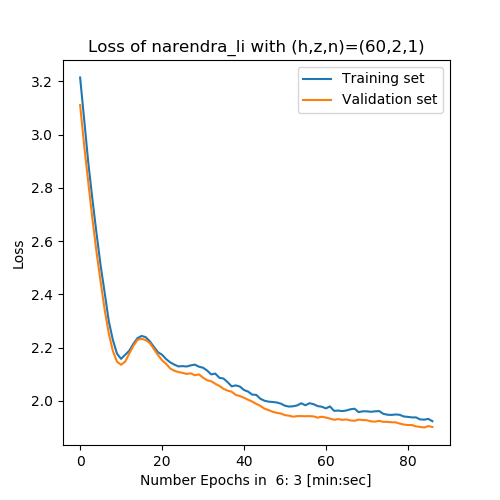 Loss of narendra_li with (h,z,n)=(60,2,1)
Training set
Validation set
3.2
3.0
2.8
2.6
2.4
2.2
2.0
Loss
0 20 40 60 80
Number Epochs in  6: 3 [min:sec]